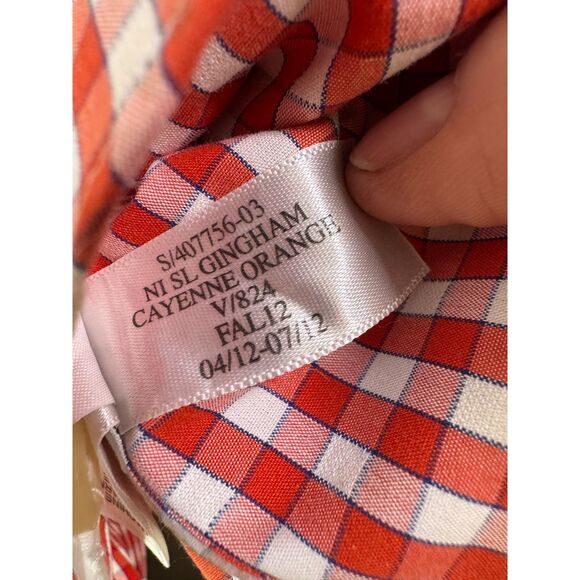 S/407756-03
NI SL GINGHAM
CAYENNE ORANGE
V/824
FAL12
04/12-07/12